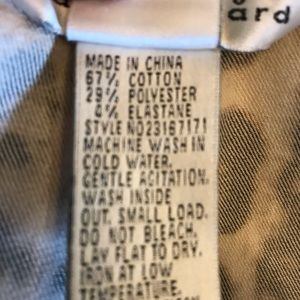 ard
MADE IN CHINA
67% COTTON
29% POLYESTER
4% ELASTANE
STYLE NO23167171
MACHINE WASH IN
COLD WATER.
GENTLE AGITATION.
WASH INSIDE
OUT. SMALL LOAD.
DO NOT BLEACH.
LAY FLAT TO DRY.
IRON AT LOW
TEMPERATURE.